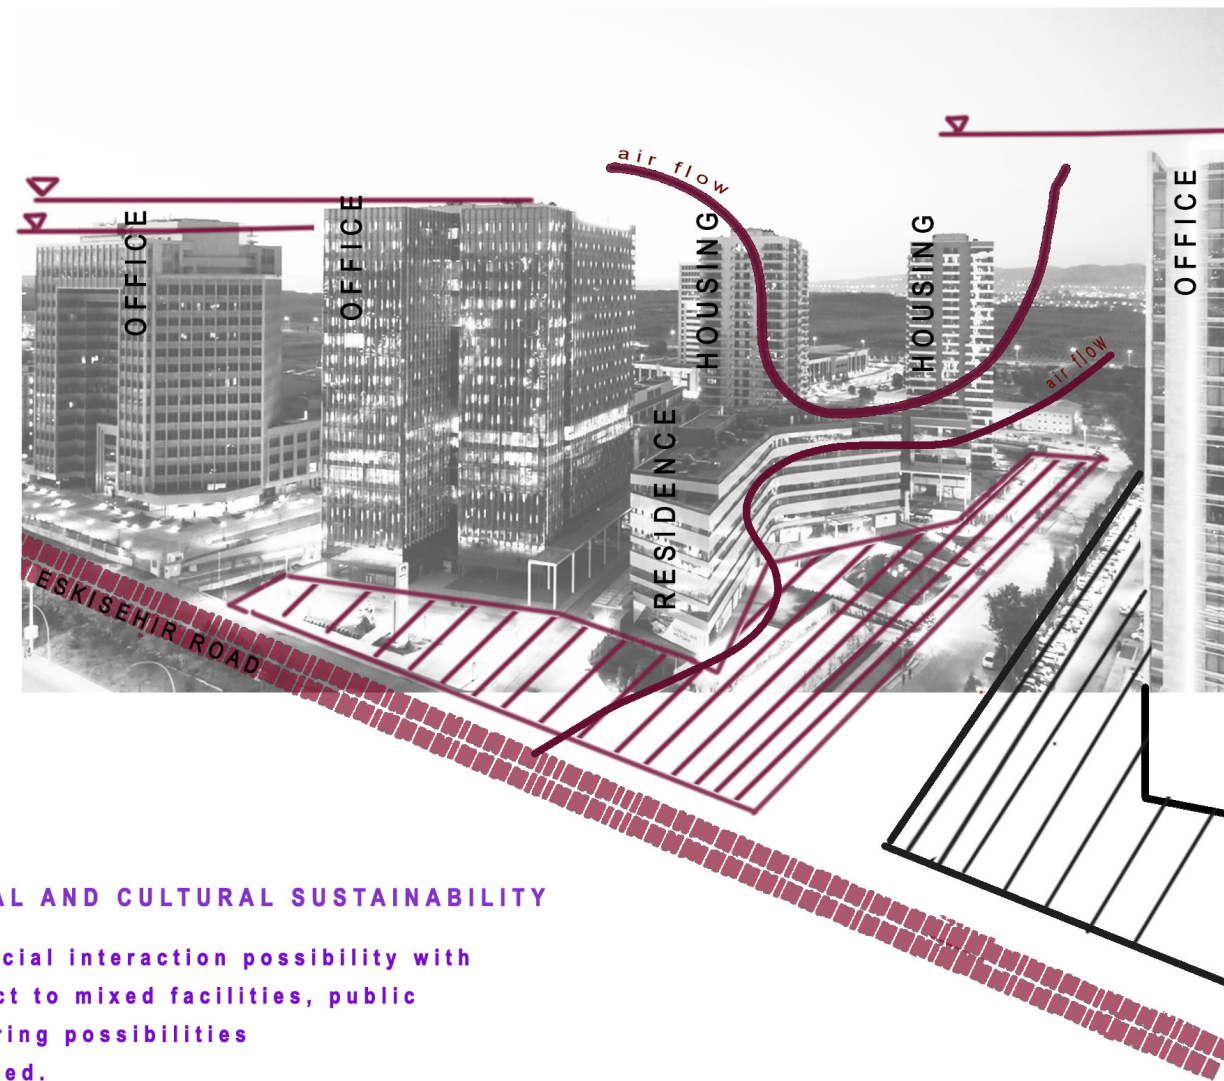 air flow
OFFICE
OFFICE
HOUSING
HOUSING
OFFICE
air flow
RESIDENCE
ESKISEHIR ROAD
AL AND CULTURAL SUSTAINABILITY
cial interaction possibility with
ct to mixed facilities, public
ring possibilities
ed.